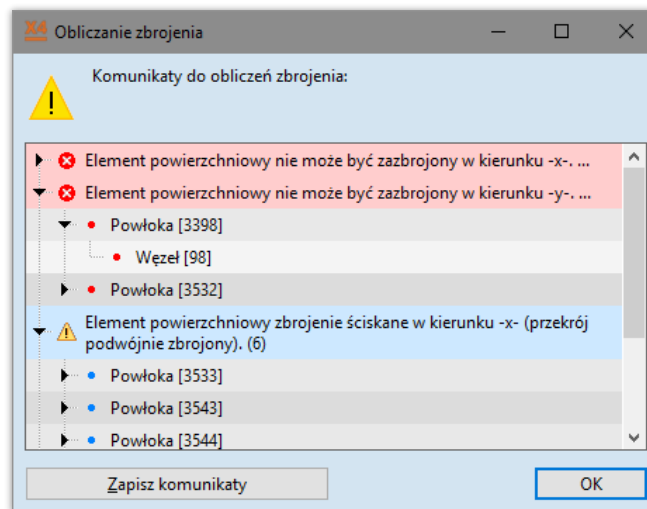 XA Obliczanie zbrojenia
Komunikaty do obliczeń zbrojenia:
Element powierzchniowy nie może być zazbrojony w kierunku -x-. ...
Element powierzchniowy nie może być zazbrojony w kierunku -y-. ...
Powłoka [3398]
Węzeł [98]
Powłoka [3532]
Element powierzchniowy zbrojenie ściskane w kierunku -x- (przekrój
podwójnie zbrojony). (6)
Powłoka [3533]
Powłoka [3543]
Powłoka [3544]
Zapisz komunikaty
OK